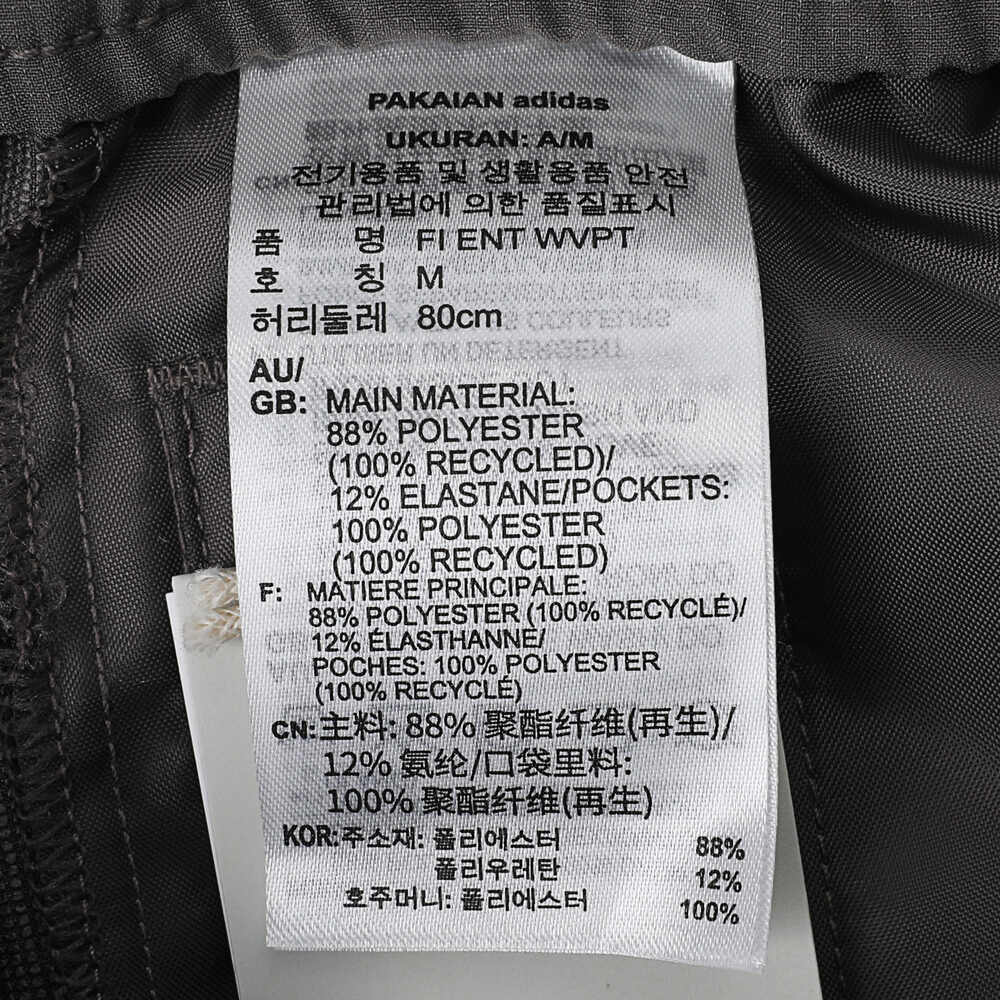 PAKAIAN adidas
UKURAN: A/M
전기용품 및 생활용품 안전
관리법에 의한 품질표시
품 명 FI ENT WVPT
호 칭 M
허리둘레 80cm
AU/
GB: MAIN MATERIAL:
88% POLYESTER
(100% RECYCLED)/
12% ELASTANE/POCKETS:
100% POLYESTER
(100% RECYCLED)
F: MATIERE PRINCIPALE:
88% POLYESTER (100% RECYCLÉ)/
12% ÉLASTHANNE/
POCHES: 100% POLYESTER
(100% RECYCLÉ)
CN:主料: 88% 聚酯纤维(再生)/
12% 氨纶/口袋里料:
100% 聚酯纤维(再生)
KOR:주소재: 폴리에스터 88%
폴리우레탄 12%
호주머니: 폴리에스터 100%